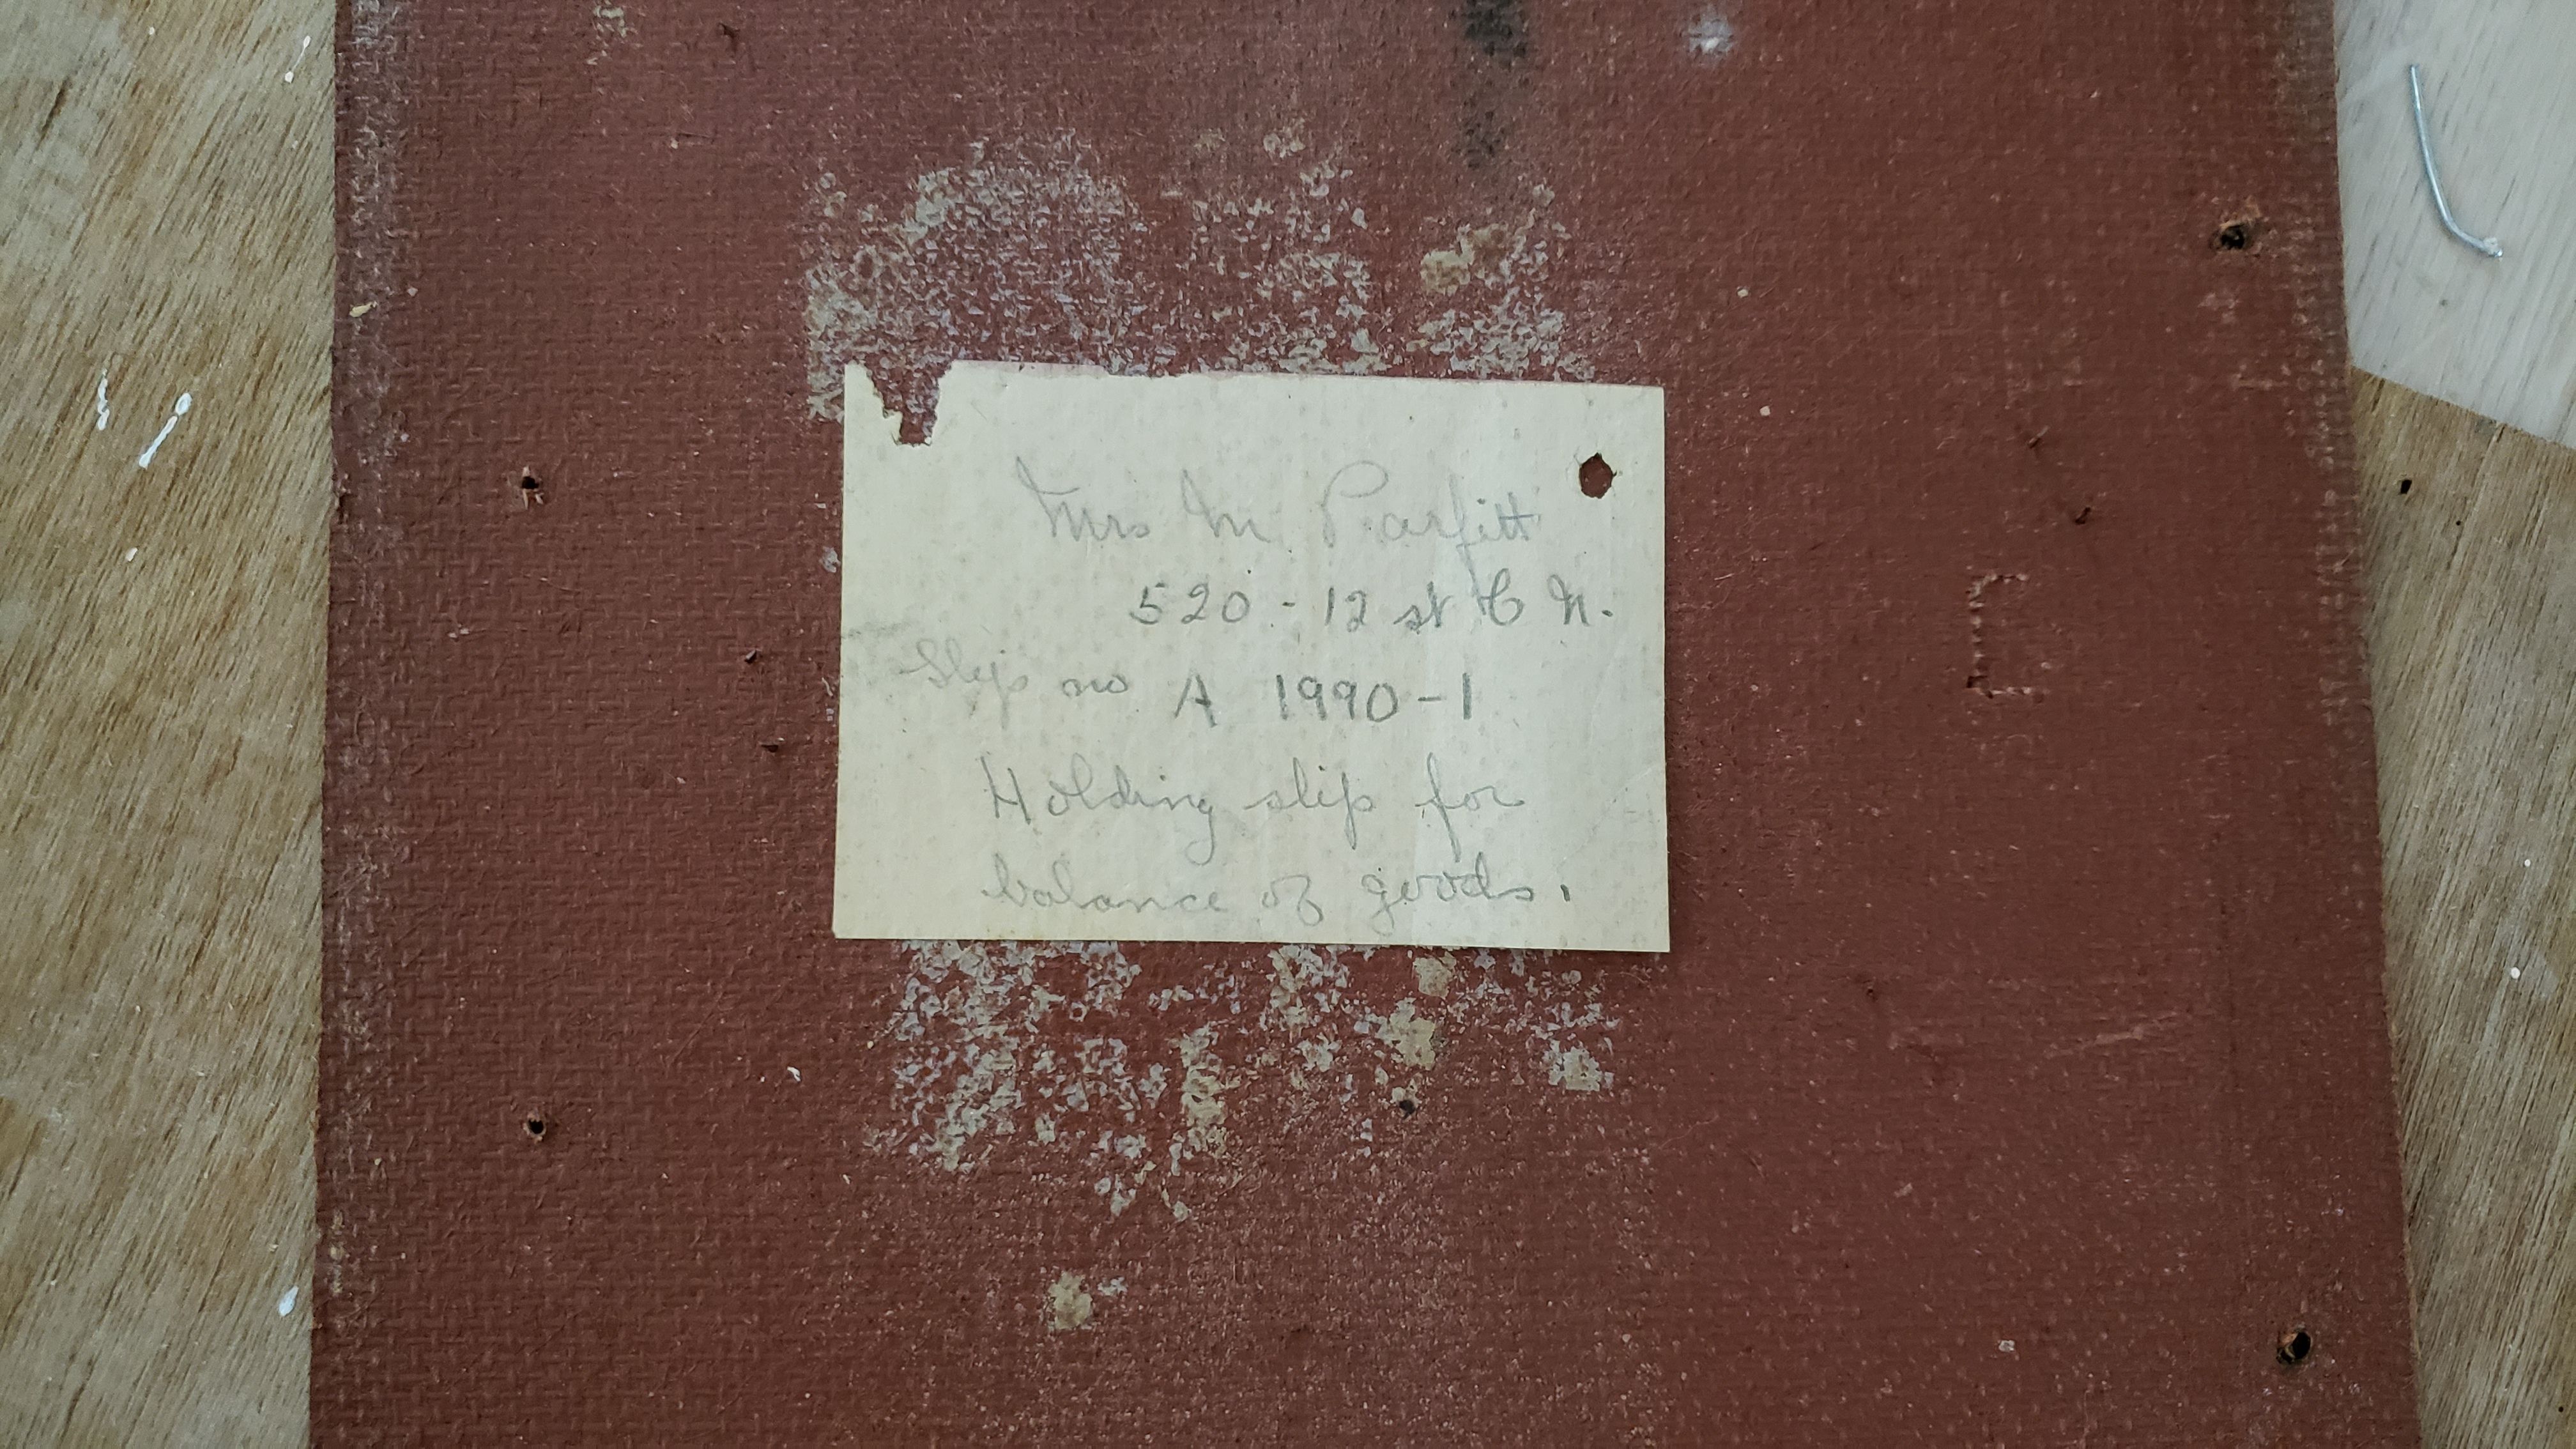 Mrs M Parfitt
520 - 12 st C N.
Slip no A 1990-1
Holding slip for
balance of goods.